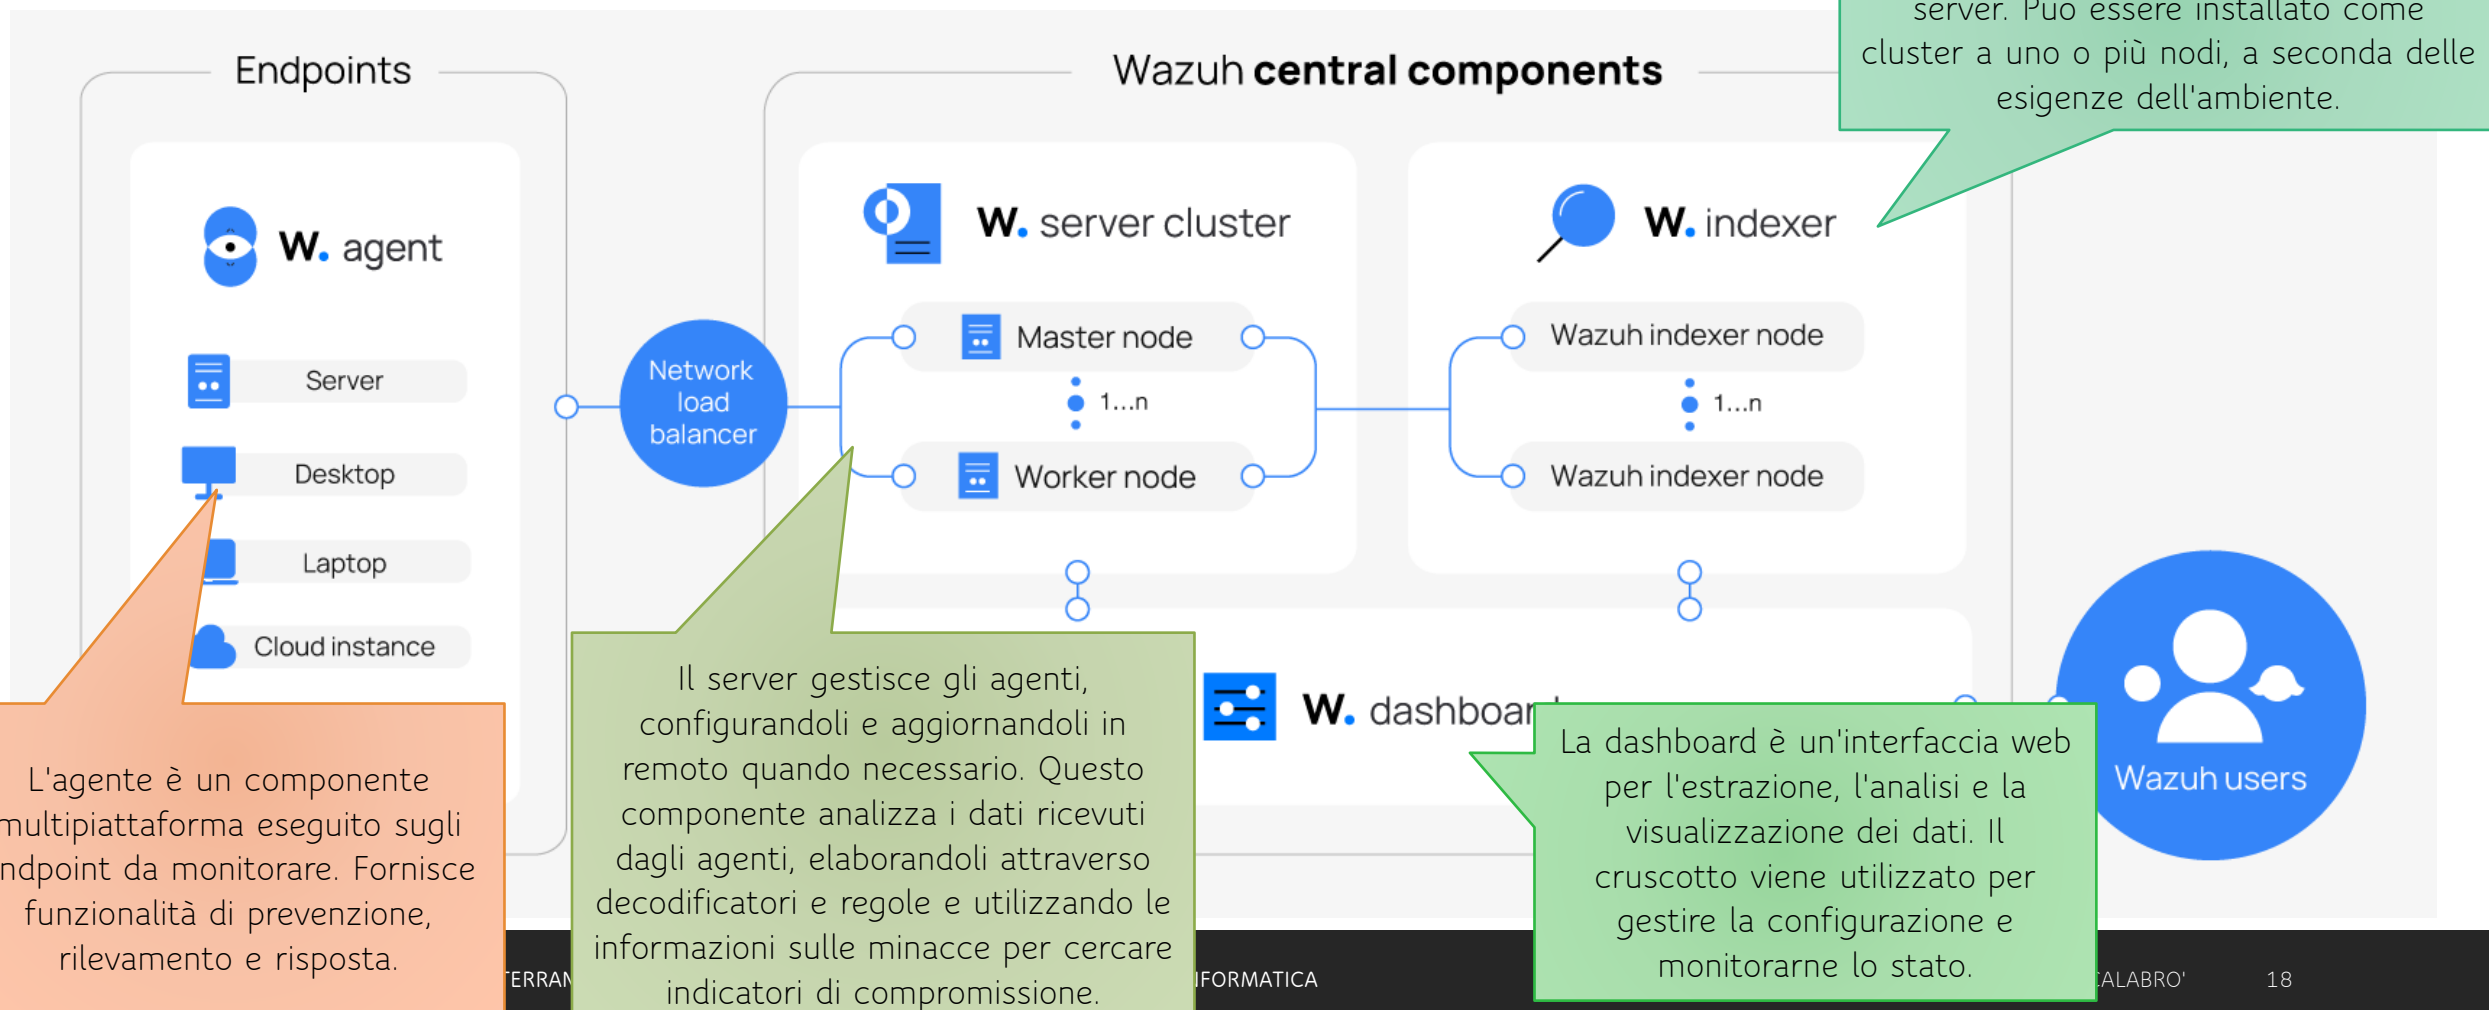 server. Può essere installato come
cluster a uno o più nodi, a seconda delle
esigenze dell'ambiente.
Endpoints
Wazuh central components
W. agent
Server
Desktop
Laptop
Cloud instance
Network
load
balancer
W. server cluster
Master node
1...n
Worker node
W. indexer
Wazuh indexer node
1...n
Wazuh indexer node
W. dashboar
Wazuh users
L'agente è un componente
multipiattaforma eseguito sugli
ndpoint da monitorare. Fornisce
funzionalità di prevenzione,
rilevamento e risposta.
Il server gestisce gli agenti,
configurandoli e aggiornandoli in
remoto quando necessario. Questo
componente analizza i dati ricevuti
dagli agenti, elaborandoli attraverso
decodificatori e regole e utilizzando le
informazioni sulle minacce per cercare
indicatori di compromissione.
La dashboard è un'interfaccia web
per l'estrazione, l'analisi e la
visualizzazione dei dati. Il
cruscotto viene utilizzato per
gestire la configurazione e
monitorarne lo stato.
TERRAN
FORMATICA
CALABRO'
18